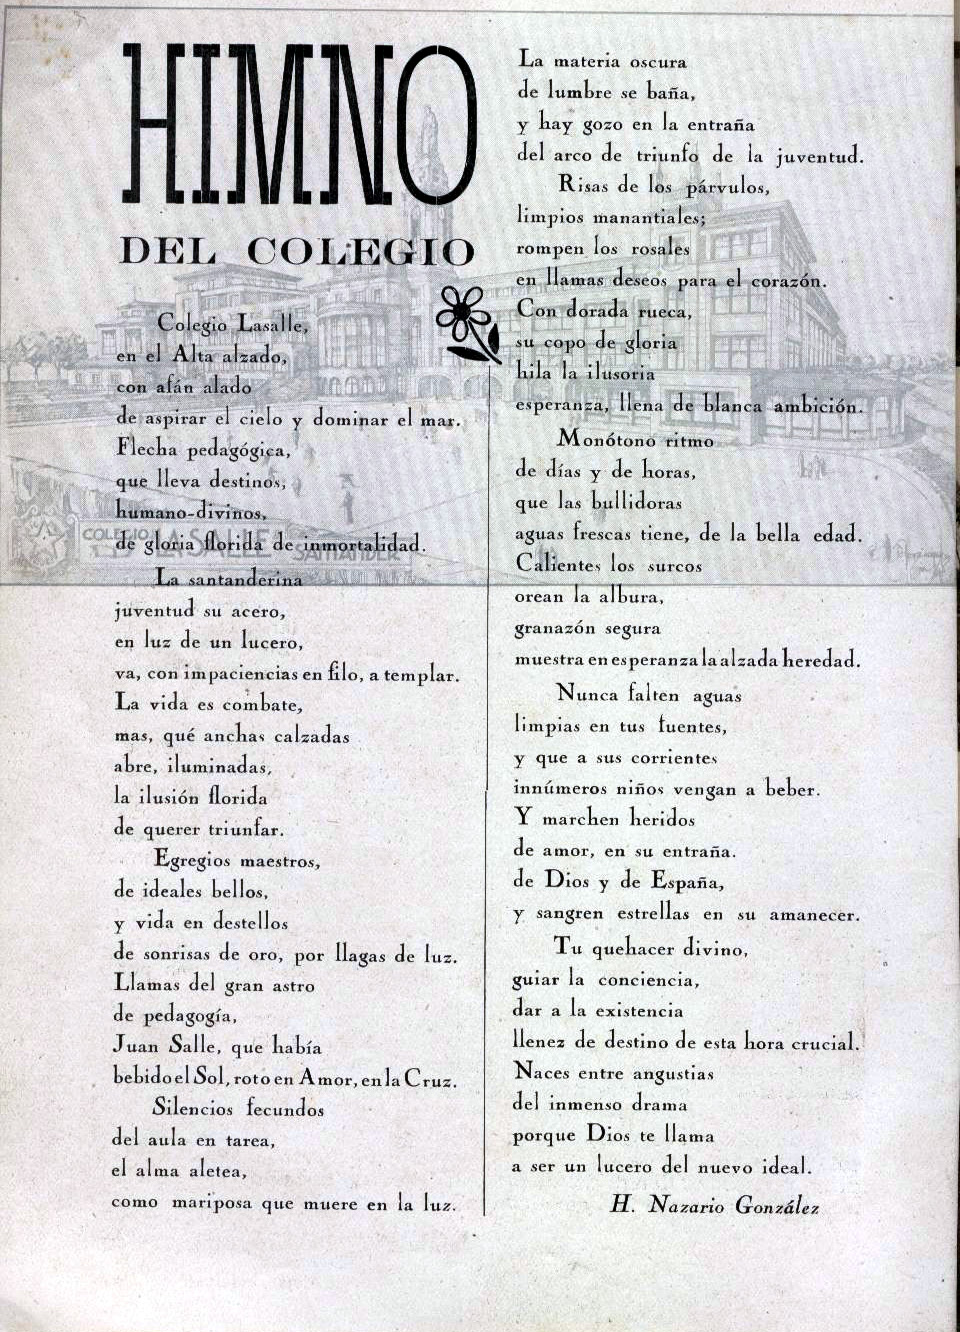 HIMNO
DEL COLEGIO
Colegio Lasalle,
en el Alta alzado,
con afán alado
de aspirar el cielo y dominar el mar.
Flecha pedagógica,
que lleva destinos,
humano-divinos,
de gloria florida de inmortalidad.
La santanderina
juventud su acero,
en luz de un lucero,
va, con impaciencias en filo, a templar.
La vida es combate,
mas, qué anchas calzadas
abre, iluminadas,
la ilusión florida
de querer triunfar.
Egregios maestros,
de ideales bellos,
y vida en destellos
de sonrisas de oro, por llagas de luz.
Llamas del gran astro
de pedagogía,
Juan Salle, que había
bebido el Sol, roto en Amor, en la Cruz.
Silencios fecundos
del aula en tarea,
el alma aletea,
como mariposa que muere en la luz.
La materia oscura
de lumbre se baña,
y hay gozo en la entraña
del arco de triunfo de la juventud.
Risas de los párvulos,
limpios manantiales;
rompen los rosales
en llamas deseos para el corazón.
Con dorada rueca,
su copo de gloria
hila la ilusoria
esperanza, llena de blanca ambición.
Monótono ritmo
de días y de horas,
que las bullidoras
aguas frescas tiene, de la bella edad.
Calientes los surcos
orean la albura,
granazón segura
muestra en esperanza la alzada heredad.
Nunca falten aguas
limpias en tus fuentes,
y que a sus corrientes
innúmeros niños vengan a beber.
Y marchen heridos
de amor, en su entraña.
de Dios y de España,
y sangren estrellas en su amanecer.
Tu quehacer divino,
guiar la conciencia,
dar a la existencia
llenez de destino de esta hora crucial.
Naces entre angustias
del inmenso drama
porque Dios te llama
a ser un lucero del nuevo ideal.
H. Nazario González
COLEGIO LA SALLE SANTANDER